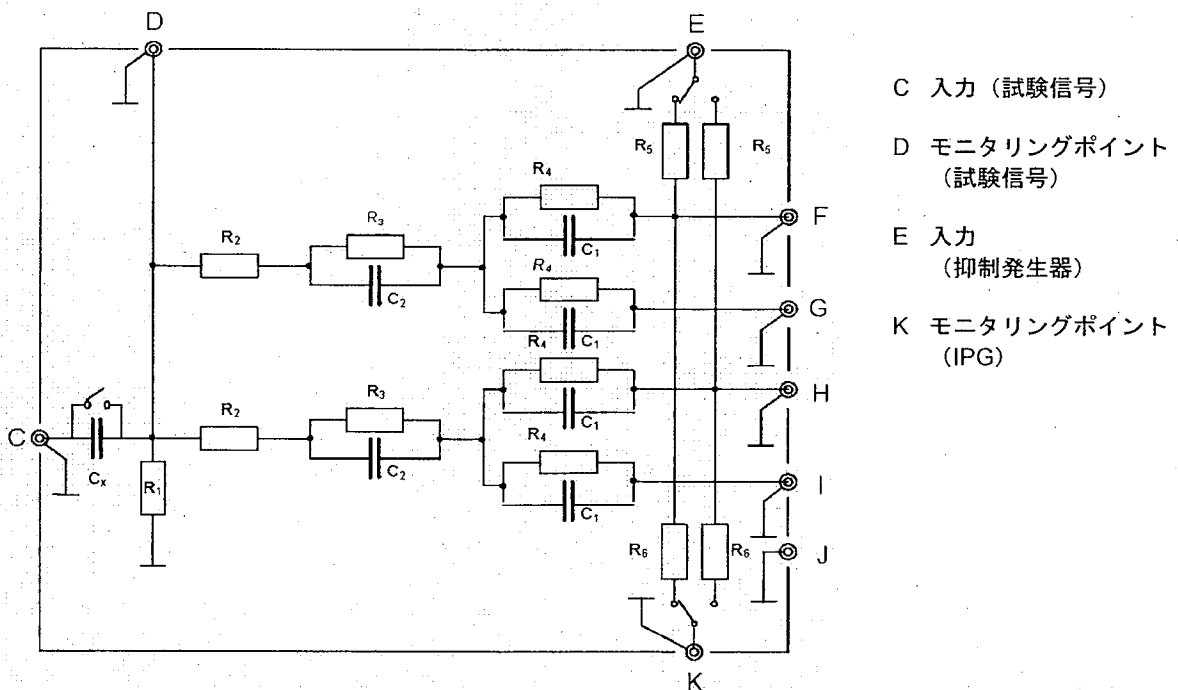 D
E
C 入力（試験信号）
D モニタリングポイント
（試験信号）
E 入力
（抑制発生器）
K モニタリングポイント
（IPG）
R5
R5
R4
C1
F
R2
R3
C2
R4
C1
G
R4
C1
H
R2
R3
C2
R4
C1
I
C
Cx
R1
R6
R6
J
K